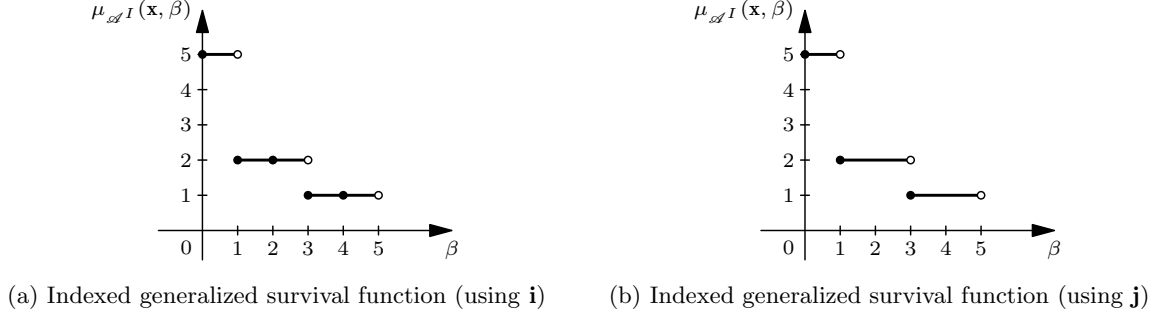 μ𝒜ᴵ(x, β)
5
4
3
2
1
0
1 2 3 4 5
β
(a) Indexed generalized survival function (using i)
μ𝒜ᴵ(x, β)
5
4
3
2
1
0
1 2 3 4 5
β
(b) Indexed generalized survival function (using j)